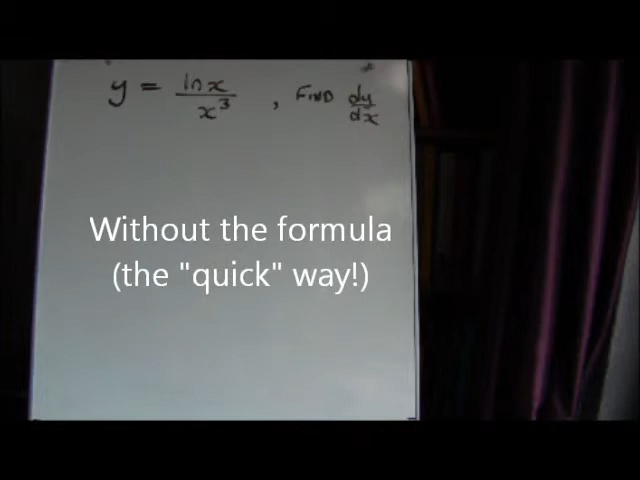 y = ln x / x³ , FIND dy/dx
Without the formula
(the "quick" way!)